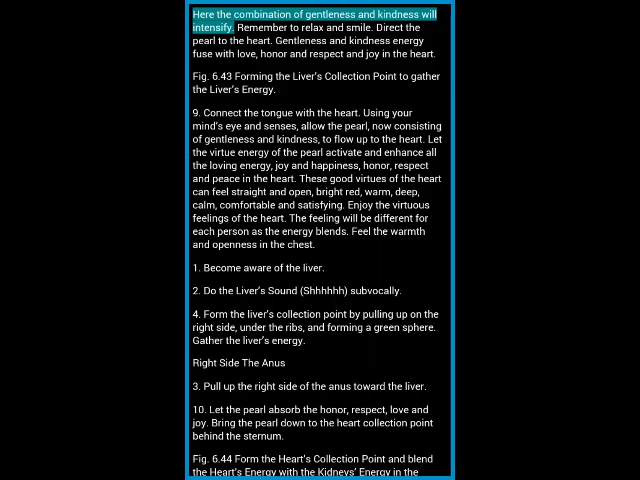 Here the combination of gentleness and kindness will
intensify. Remember to relax and smile. Direct the
pearl to the heart. Gentleness and kindness energy
fuse with love, honor and respect and joy in the heart.
Fig. 6.43 Forming the Liver's Collection Point to gather
the Liver's Energy.
9. Connect the tongue with the heart. Using your
mind's eye and senses, allow the pearl, now consisting
of gentleness and kindness, to flow up to the heart. Let
the virtue energy of the pearl activate and enhance all
the loving energy, joy and happiness, honor, respect
and peace in the heart. These good virtues of the heart
can feel straight and open, bright red, warm, deep,
calm, comfortable and satisfying. Enjoy the virtuous
feelings of the heart. The feeling will be different for
each person as the energy blends. Feel the warmth
and openness in the chest.
1. Become aware of the liver.
2. Do the Liver's Sound (Shhhhhh) subvocally.
4. Form the liver's collection point by pulling up on the
right side, under the ribs, and forming a green sphere.
Gather the liver's energy.
Right Side The Anus
3. Pull up the right side of the anus toward the liver.
10. Let the pearl absorb the honor, respect, love and
joy. Bring the pearl down to the heart collection point
behind the sternum.
Fig. 6.44 Form the Heart's Collection Point and blend
the Heart's Energy with the Kidneys' Energy in the